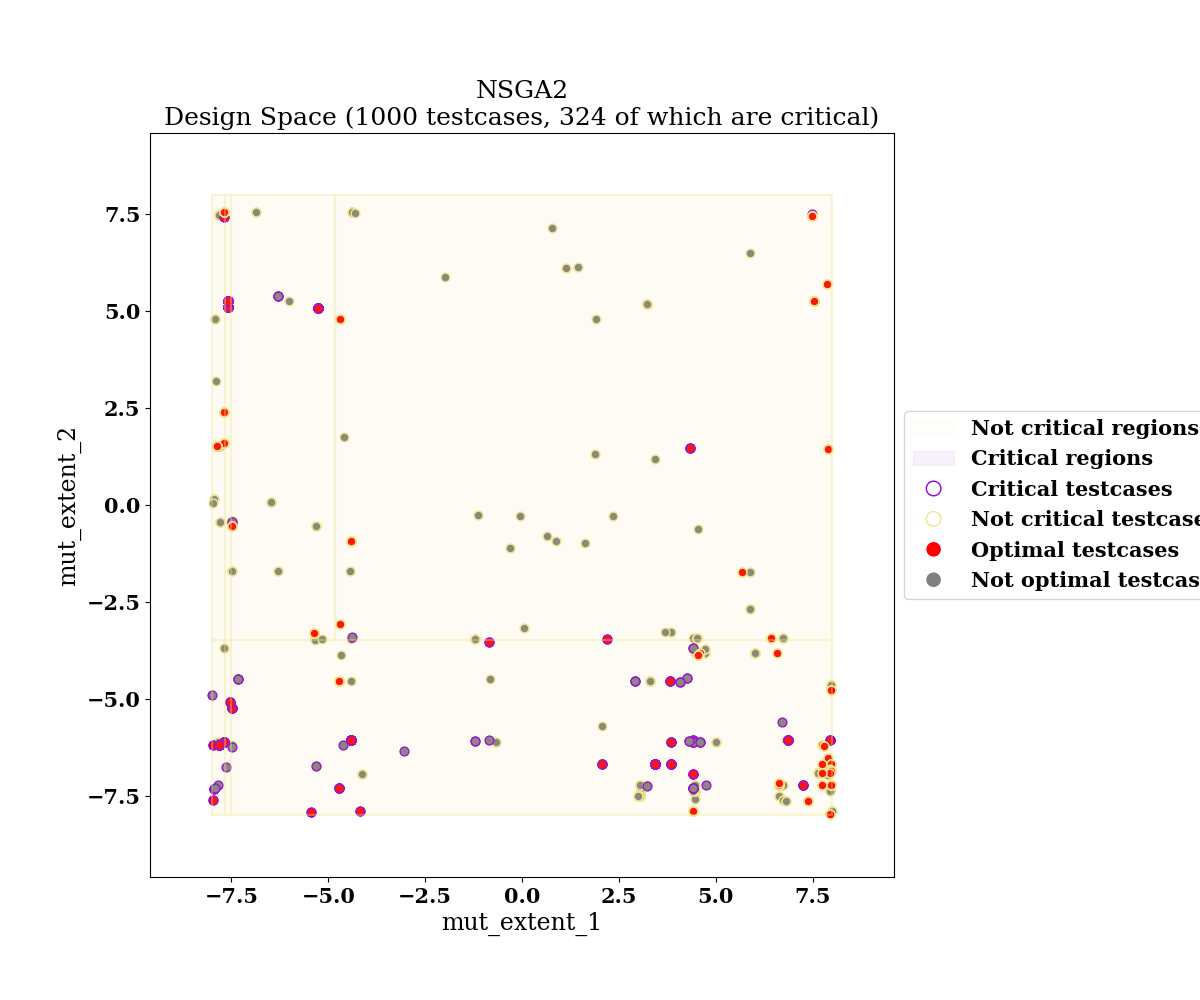 NSGA2
Design Space (1000 testcases, 324 of which are critical)
7.5
5.0
2.5
0.0
−2.5
−5.0
−7.5
mut_extent_2
−7.5 −5.0 −2.5 0.0 2.5 5.0 7.5
mut_extent_1
Not critical regions
Critical regions
Critical testcases
Not critical testcase
Optimal testcases
Not optimal testcas